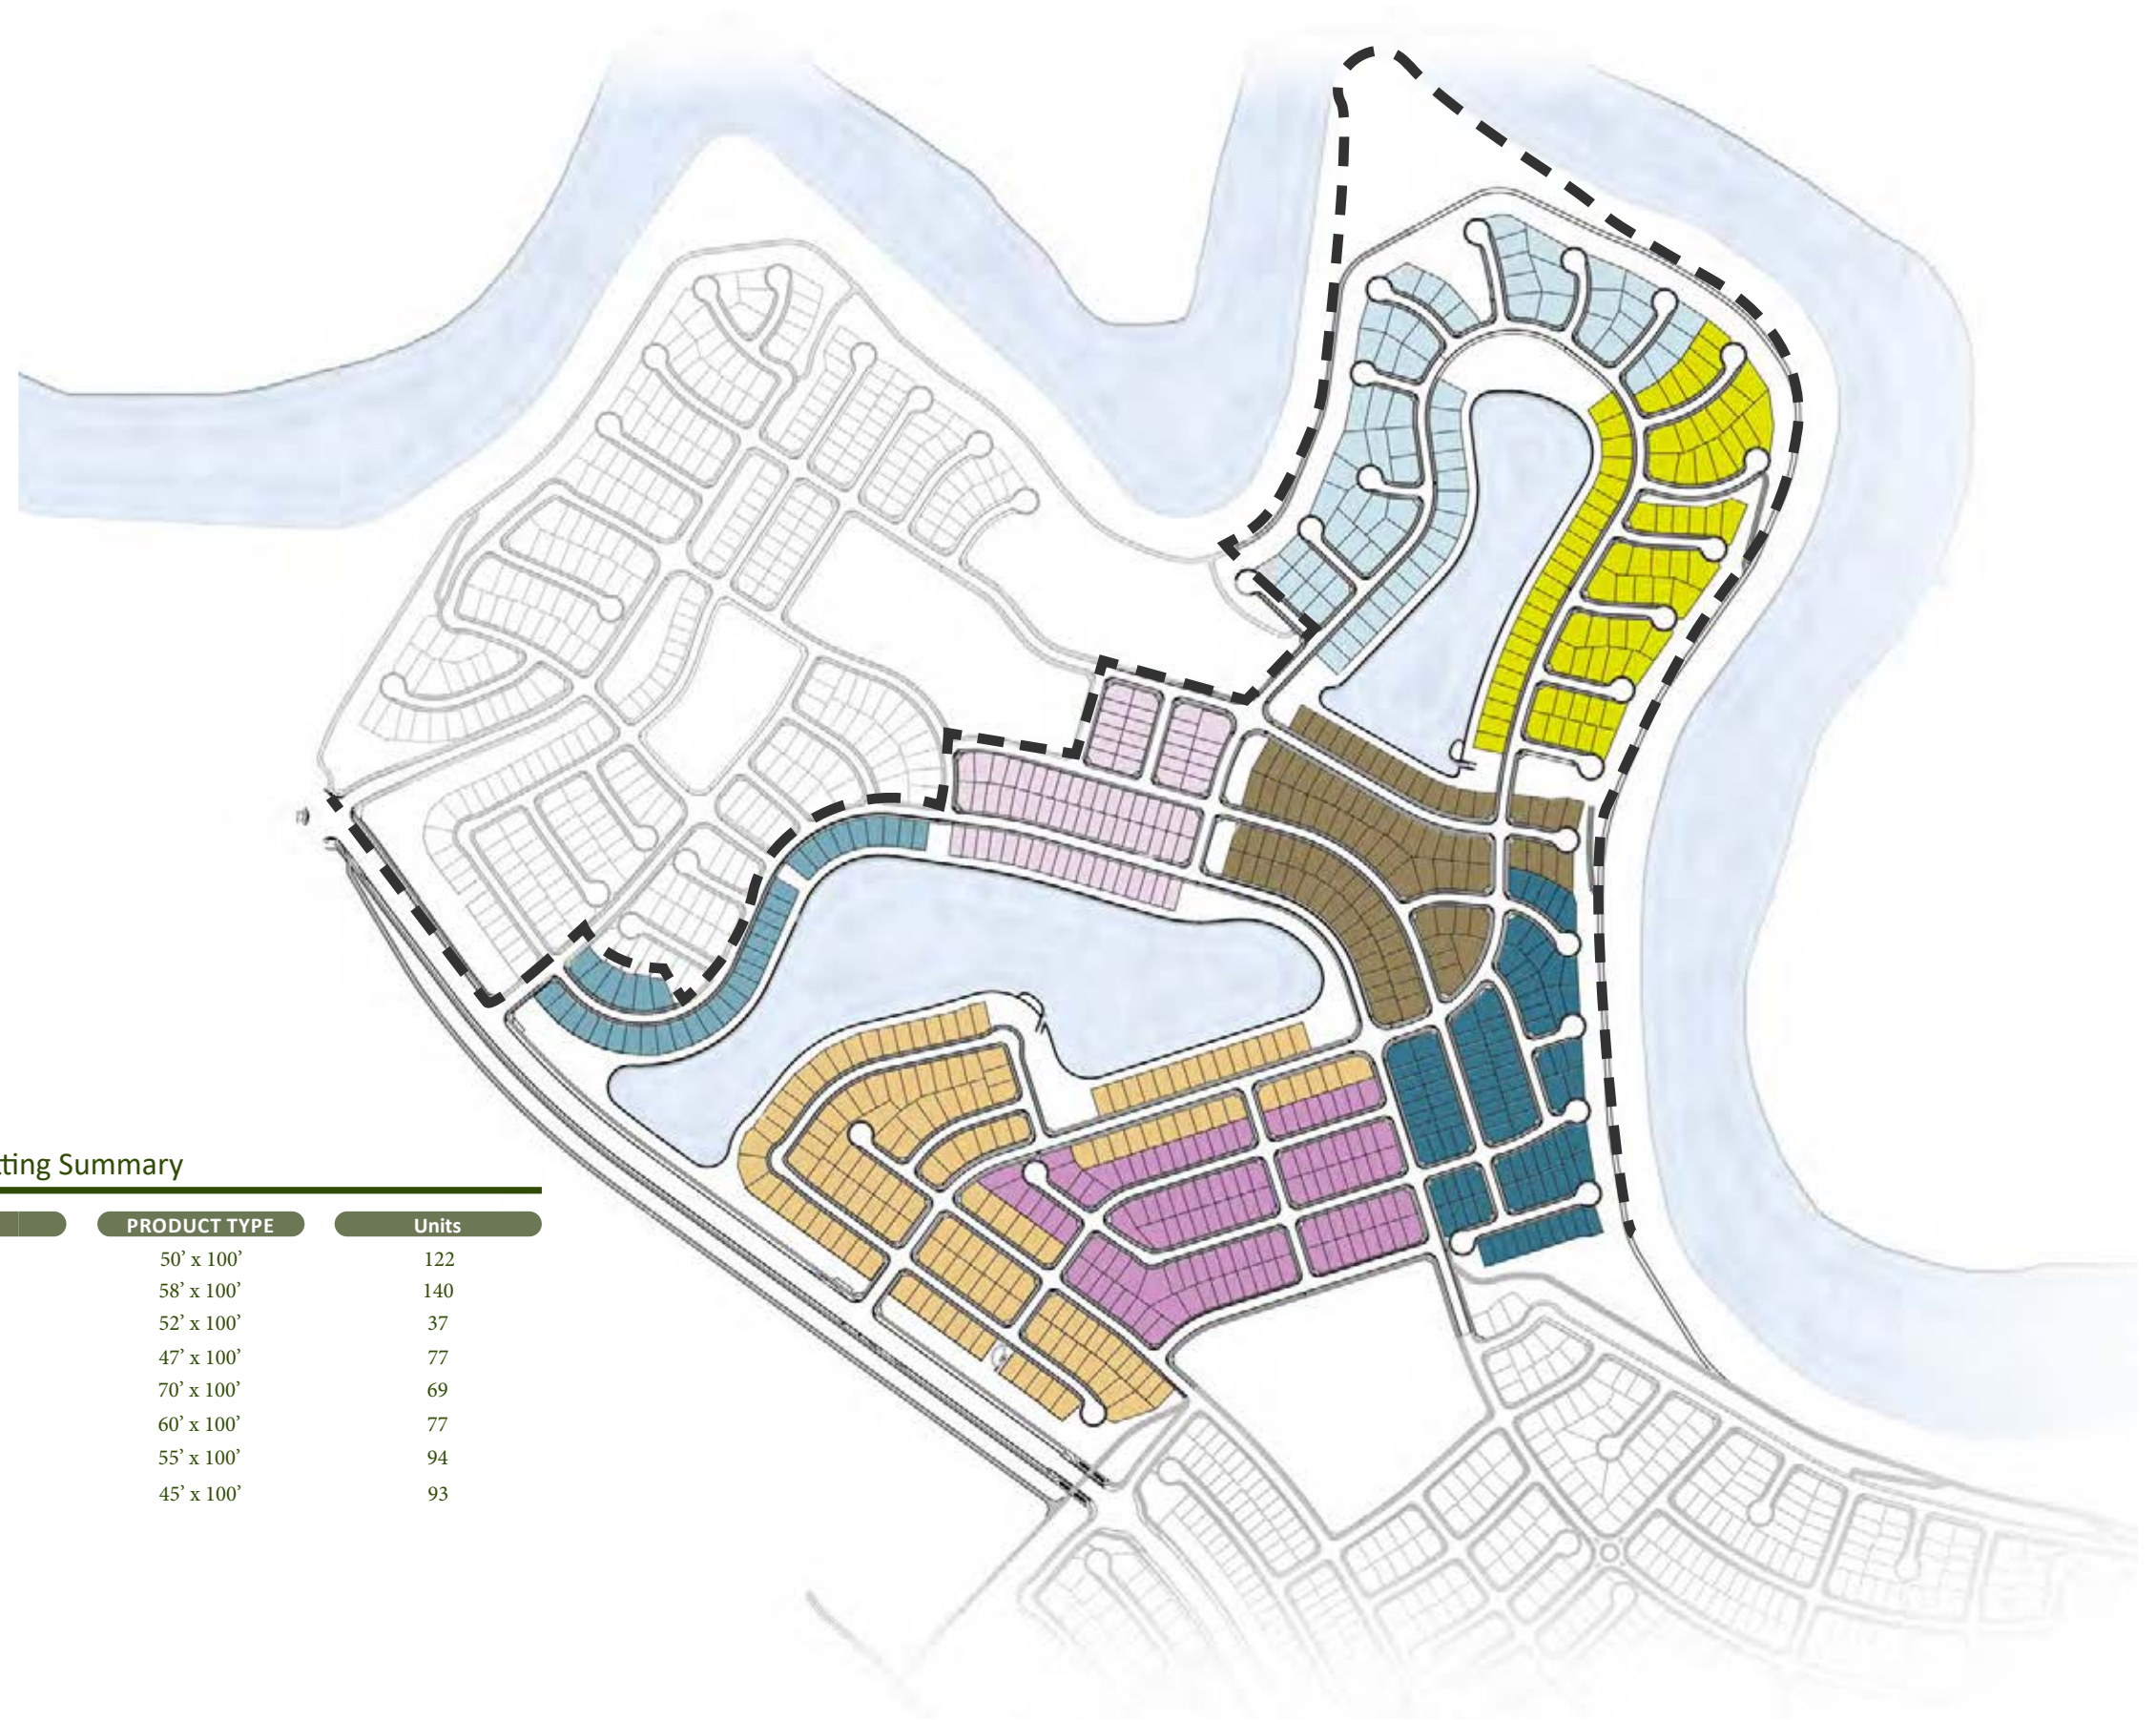 tting Summary
PRODUCT TYPE Units
50’ x 100’ 122
58’ x 100’ 140
52’ x 100’ 37
47’ x 100’ 77
70’ x 100’ 69
60’ x 100’ 77
55’ x 100’ 94
45’ x 100’ 93